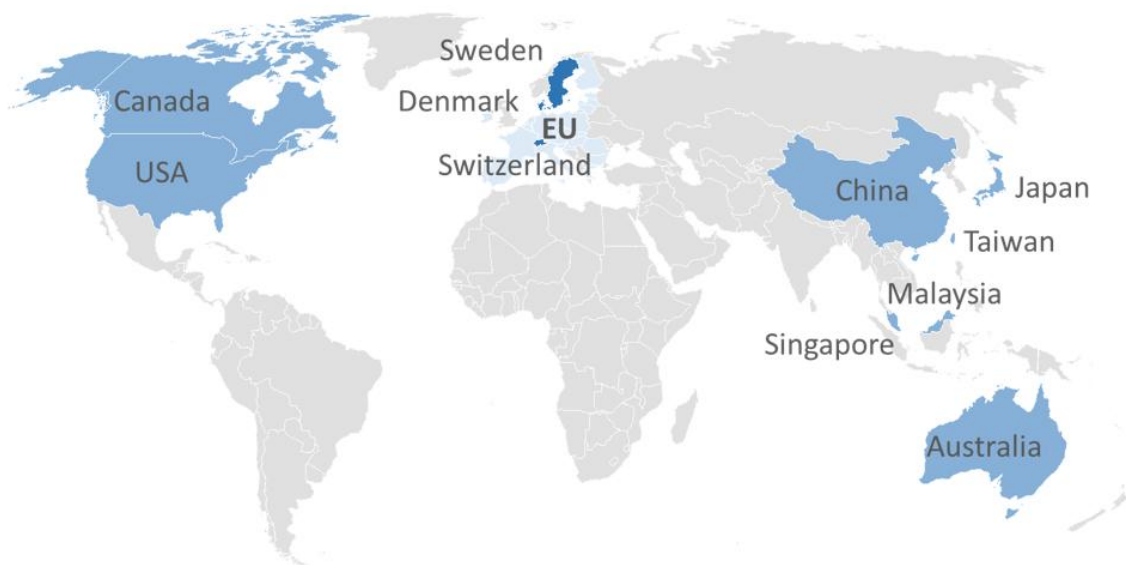 Sweden
Canada
Denmark
EU
USA
Switzerland
China
Japan
Taiwan
Malaysia
Singapore
Australia